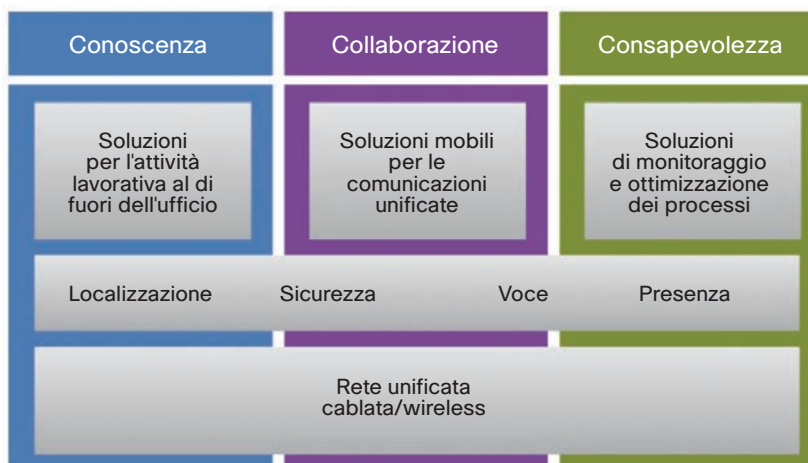 Conoscenza
Collaborazione
Consapevolezza
Soluzioni
per l'attività
lavorativa al di
fuori dell'ufficio
Soluzioni mobili
per le
comunicazioni
unificate
Soluzioni
di monitoraggio
e ottimizzazione
dei processi
Localizzazione Sicurezza Voce Presenza
Rete unificata
cablata/wireless